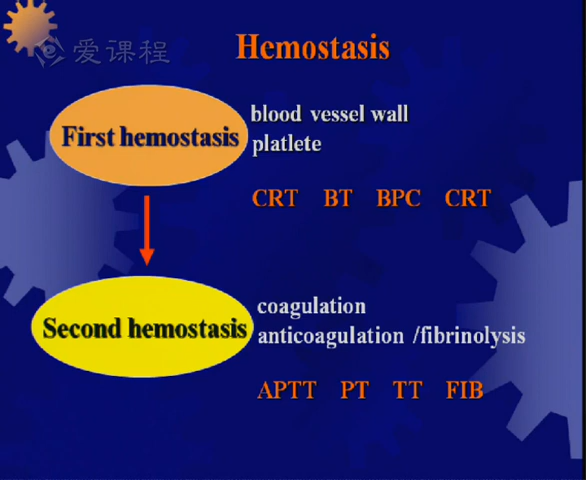 爱课程
Hemostasis
First hemostasis
blood vessel wall
platlete
CRT BT BPC CRT
Second hemostasis
coagulation
anticoagulation /fibrinolysis
APTT PT TT FIB